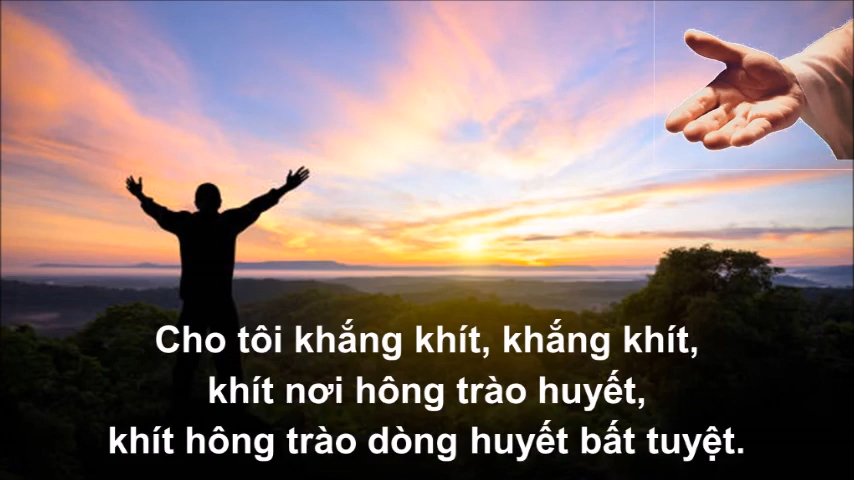 Cho tôi khắng khít, khắng khít,
khít nơi hông trào huyết,
khít hông trào dòng huyết bất tuyệt.